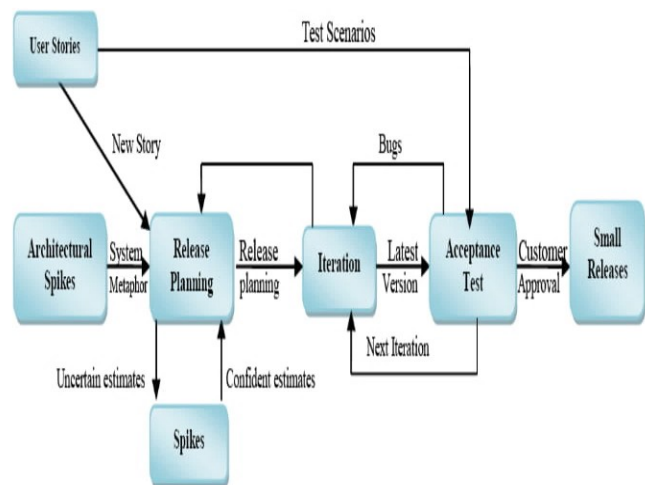 User Stories
Test Scenarios
New Story
Bugs
Architectural
Spikes
System
Metaphor
Release
Planning
Release
planning
Iteration
Latest
Version
Acceptance
Test
Customer
Approval
Small
Releases
Next Iteration
Uncertain estimates
Confident estimates
Spikes